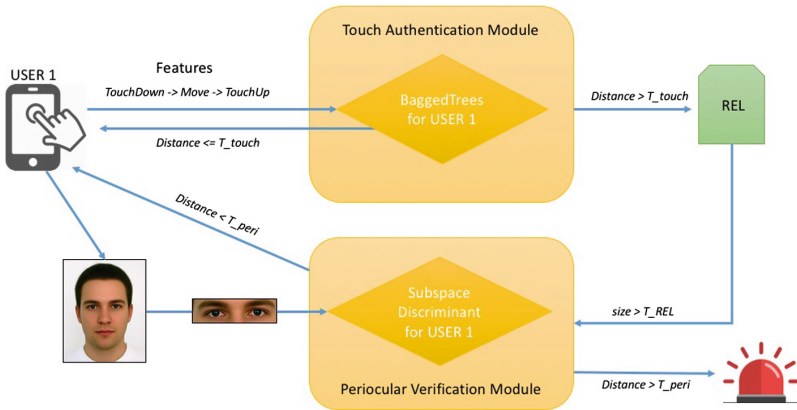 Touch Authentication Module
USER 1
Features
TouchDown -> Move -> TouchUp
BaggedTrees
for USER 1
Distance > T_touch
REL
Distance <= T_touch
Distance < T_peri
Subspace
Discriminant
for USER 1
size > T_REL
Distance > T_peri
Periocular Verification Module